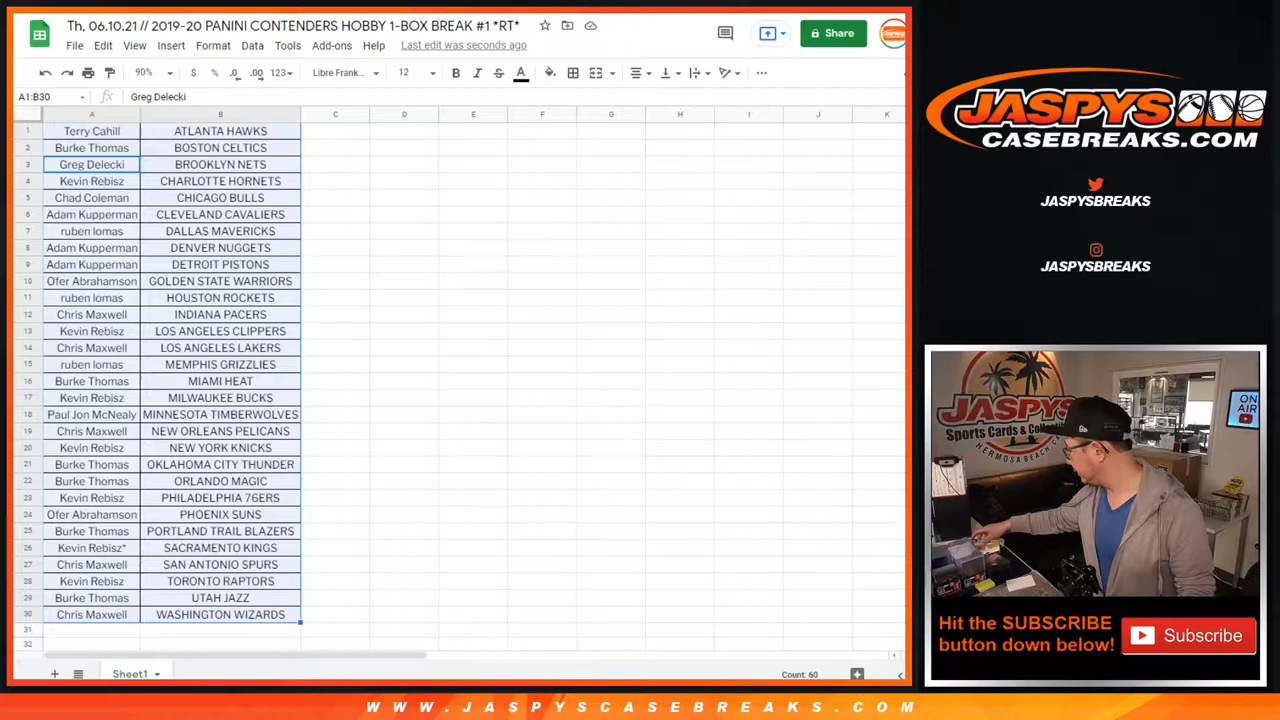 Th, 06.10.21 // 2019-20 PANINI CONTENDERS HOBBY 1-BOX BREAK #1 *RT*
File Edit View Insert Format Data Tools Add-ons Help Last edit was seconds ago
Share
90% $ % .0 .00 123 Libre Frank... 12 B I S A
A1:B30 fx Greg Delecki
A B C D E F G H I J K
1 Terry Cahill ATLANTA HAWKS
2 Burke Thomas BOSTON CELTICS
3 Greg Delecki BROOKLYN NETS
4 Kevin Rebisz CHARLOTTE HORNETS
5 Chad Coleman CHICAGO BULLS
6 Adam Kupperman CLEVELAND CAVALIERS
7 ruben lomas DALLAS MAVERICKS
8 Adam Kupperman DENVER NUGGETS
9 Adam Kupperman DETROIT PISTONS
10 Ofer Abrahamson GOLDEN STATE WARRIORS
11 ruben lomas HOUSTON ROCKETS
12 Chris Maxwell INDIANA PACERS
13 Kevin Rebisz LOS ANGELES CLIPPERS
14 Chris Maxwell LOS ANGELES LAKERS
15 ruben lomas MEMPHIS GRIZZLIES
16 Burke Thomas MIAMI HEAT
17 Kevin Rebisz MILWAUKEE BUCKS
18 Paul Jon McNealy MINNESOTA TIMBERWOLVES
19 Chris Maxwell NEW ORLEANS PELICANS
20 Kevin Rebisz NEW YORK KNICKS
21 Burke Thomas OKLAHOMA CITY THUNDER
22 Burke Thomas ORLANDO MAGIC
23 Kevin Rebisz PHILADELPHIA 76ERS
24 Ofer Abrahamson PHOENIX SUNS
25 Burke Thomas PORTLAND TRAIL BLAZERS
26 Kevin Rebisz* SACRAMENTO KINGS
27 Chris Maxwell SAN ANTONIO SPURS
28 Kevin Rebisz TORONTO RAPTORS
29 Burke Thomas UTAH JAZZ
30 Chris Maxwell WASHINGTON WIZARDS
31
32
Sheet1
Count: 60
JASPYS
CASEBREAKS.COM
JASPYSBREAKS
JASPYSBREAKS
JASPYS
Sports Cards &
HERMOSA BEACH
ON
AIR
Hit the SUBSCRIBE
button down below!
Subscribe
WWW.JASPYSCASEBREAKS.COM